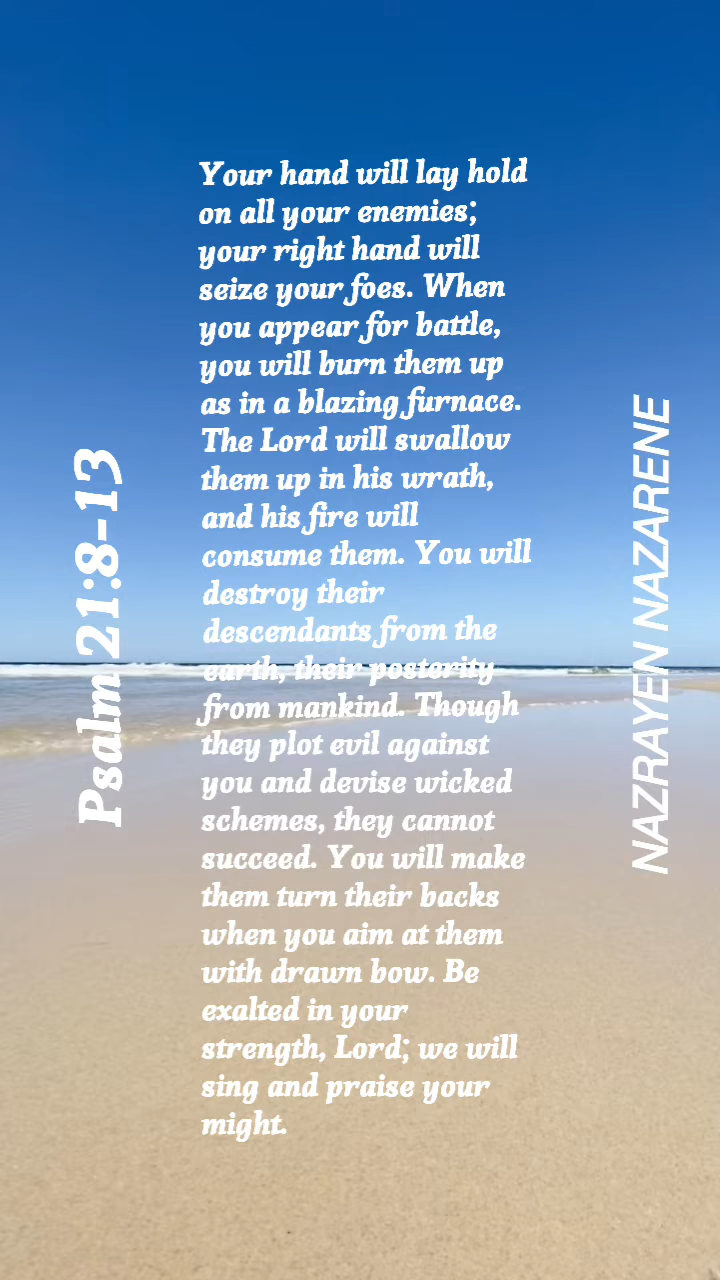 Your hand will lay hold
on all your enemies;
your right hand will
seize your foes. When
you appear for battle,
you will burn them up
as in a blazing furnace.
The Lord will swallow
them up in his wrath,
and his fire will
consume them. You will
destroy their
descendants from the
earth, their posterity
from mankind. Though
they plot evil against
you and devise wicked
schemes, they cannot
succeed. You will make
them turn their backs
when you aim at them
with drawn bow. Be
exalted in your
strength, Lord; we will
sing and praise your
might.
Psalm 21:8-13
NAZRAYEN NAZARENE